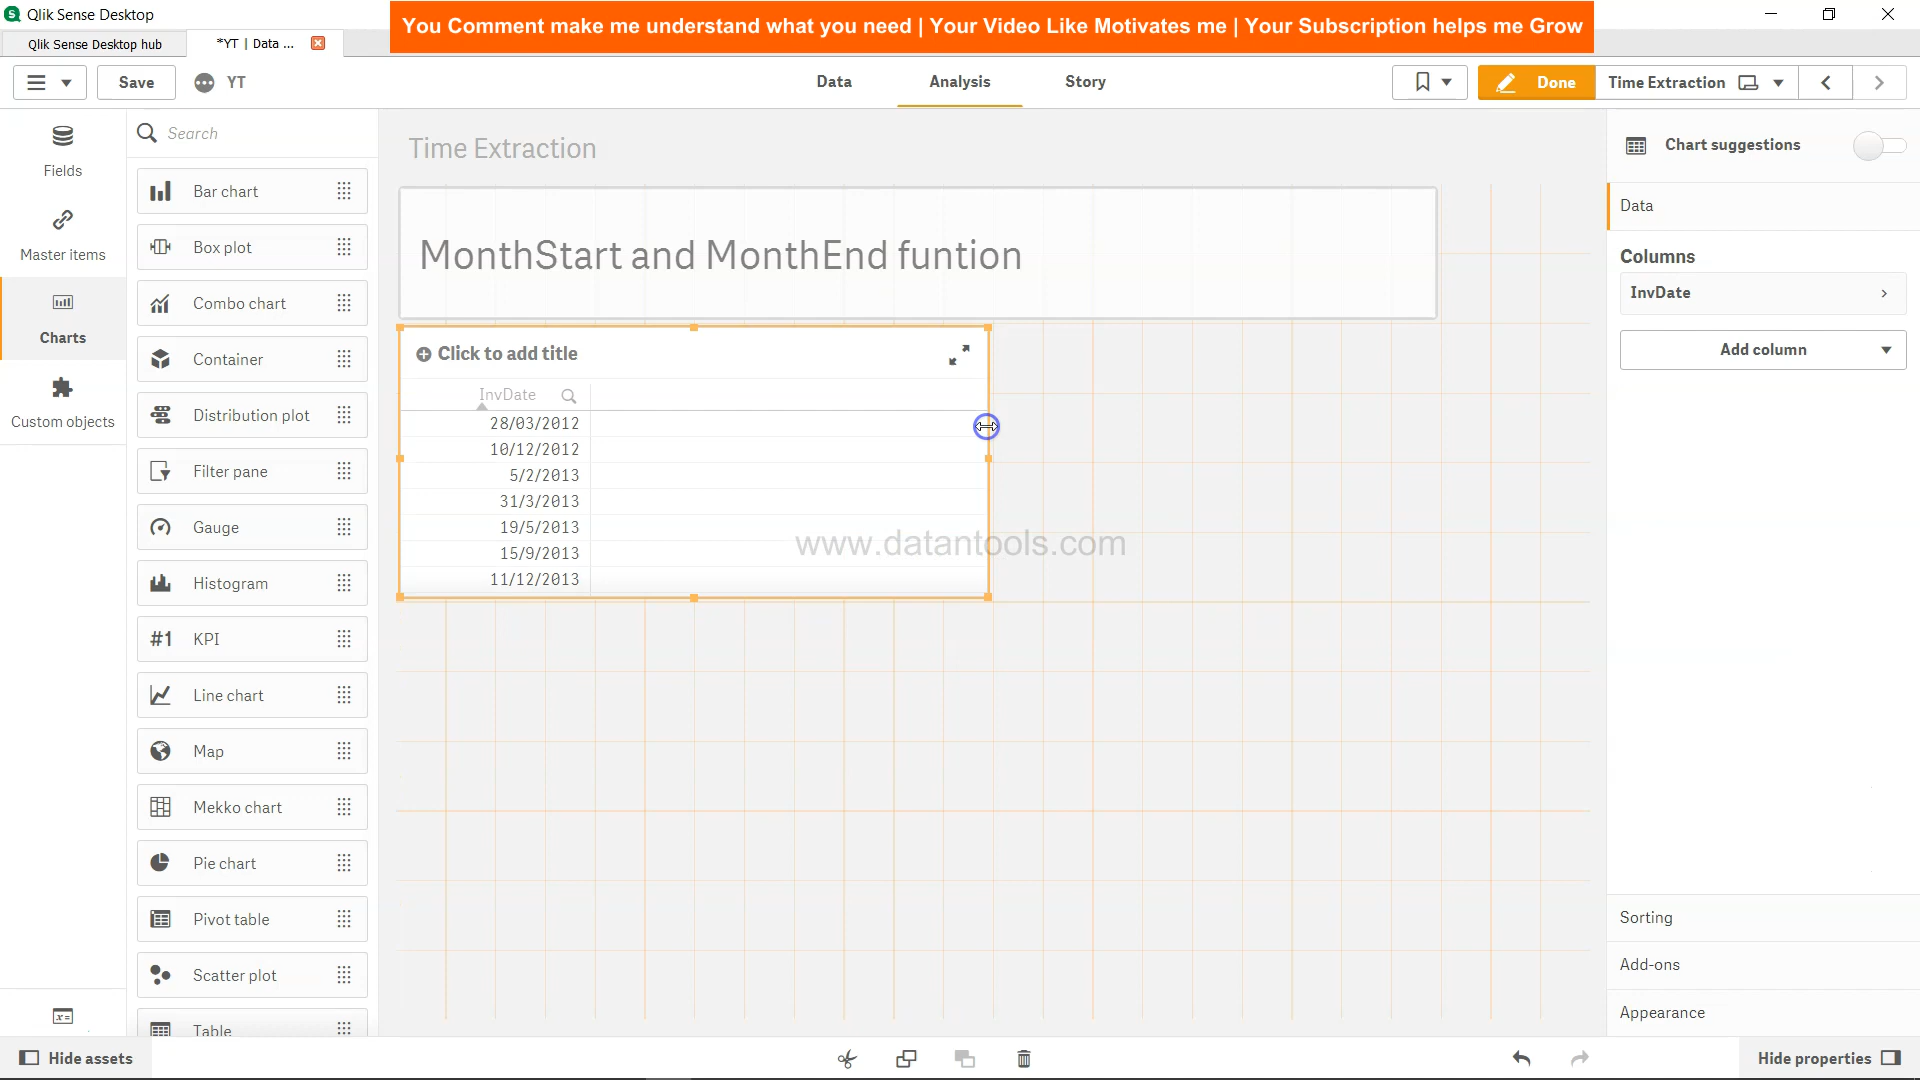 Qlik Sense Desktop
You Comment make me understand what you need | Your Video Like Motivates me | Your Subscription helps me Grow
Qlik Sense Desktop hub
*YT | Data ...
Save
YT
Data
Analysis
Story
Done
Time Extraction
Fields
Master items
Charts
Custom objects
Search
Bar chart
Box plot
Combo chart
Container
Distribution plot
Filter pane
Gauge
Histogram
#1 KPI
Line chart
Map
Mekko chart
Pie chart
Pivot table
Scatter plot
Table
Time Extraction
MonthStart and MonthEnd funtion
Click to add title
InvDate
28/03/2012
10/12/2012
5/2/2013
31/3/2013
19/5/2013
15/9/2013
11/12/2013
www.datantools.com
Chart suggestions
Data
Columns
InvDate
Add column
Sorting
Add-ons
Appearance
Hide assets
Hide properties